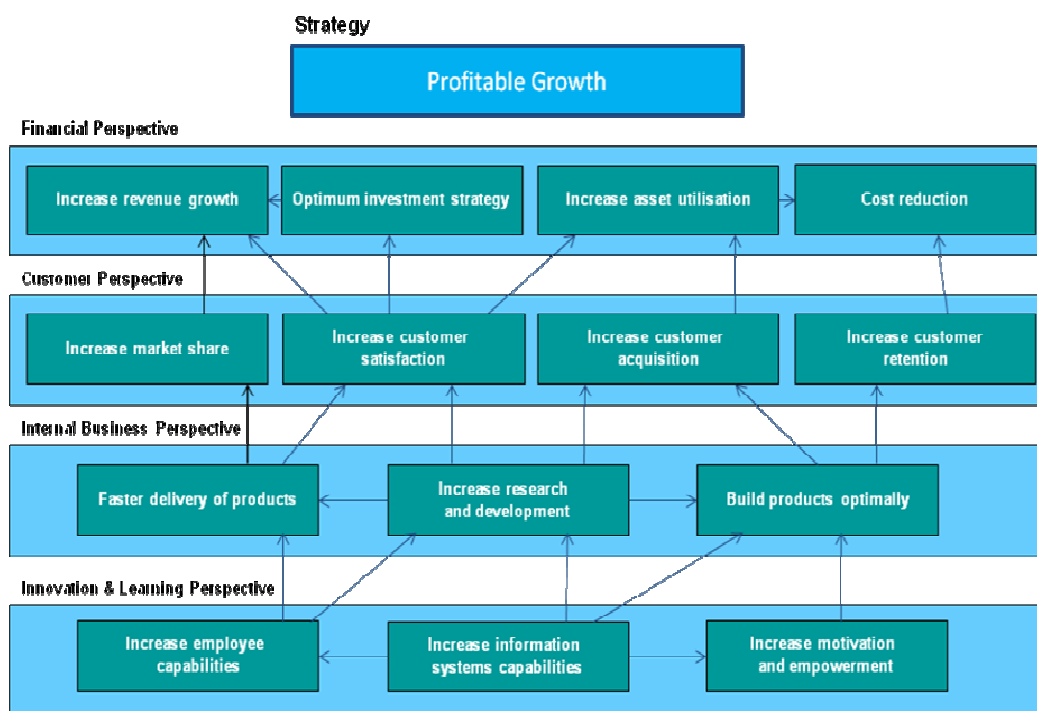 Strategy
Profitable Growth
Financial Perspective
Increase revenue growth
Optimum investment strategy
Increase asset utilisation
Cost reduction
Customer Perspective
Increase market share
Increase customer
satisfaction
Increase customer
acquisition
Increase customer
retention
Internal Business Perspective
Faster delivery of products
Increase research
and development
Build products optimally
Innovation & Learning Perspective
Increase employee
capabilities
Increase information
systems capabilities
Increase motivation
and empowerment